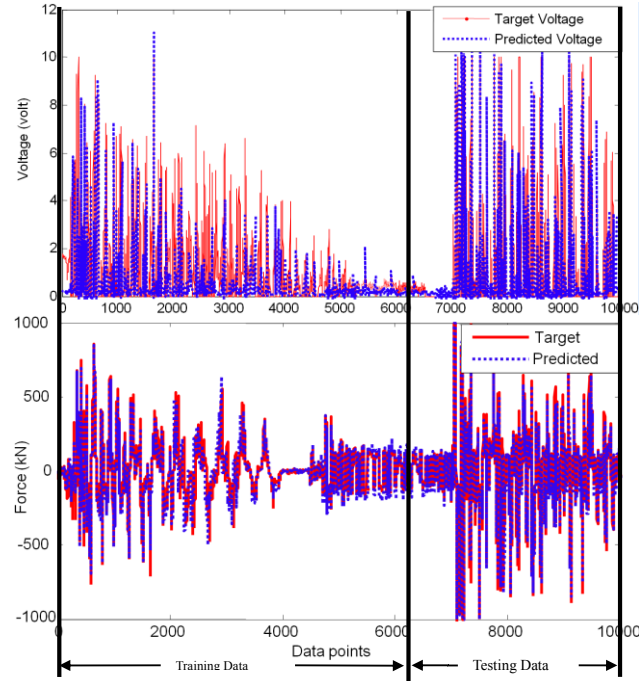 12
Target Voltage
Predicted Voltage
10
8
6
4
2
0
Voltage (volt)
0 1000 2000 3000 4000 5000 6000 7000 8000 9000 10000
1000
Target
Predicted
500
0
-500
-1000
Force (kN)
0 2000 4000 6000 8000 10000
Data points
Training Data
Testing Data